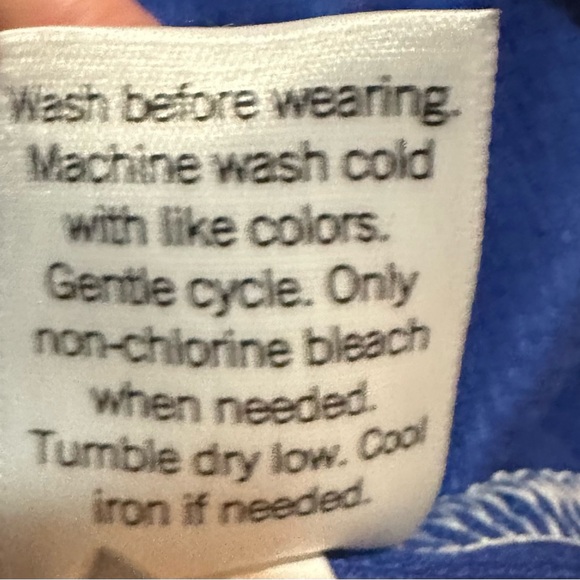 Wash before wearing.
Machine wash cold
with like colors.
Gentle cycle. Only
non-chlorine bleach
when needed.
Tumble dry low. Cool
iron if needed.